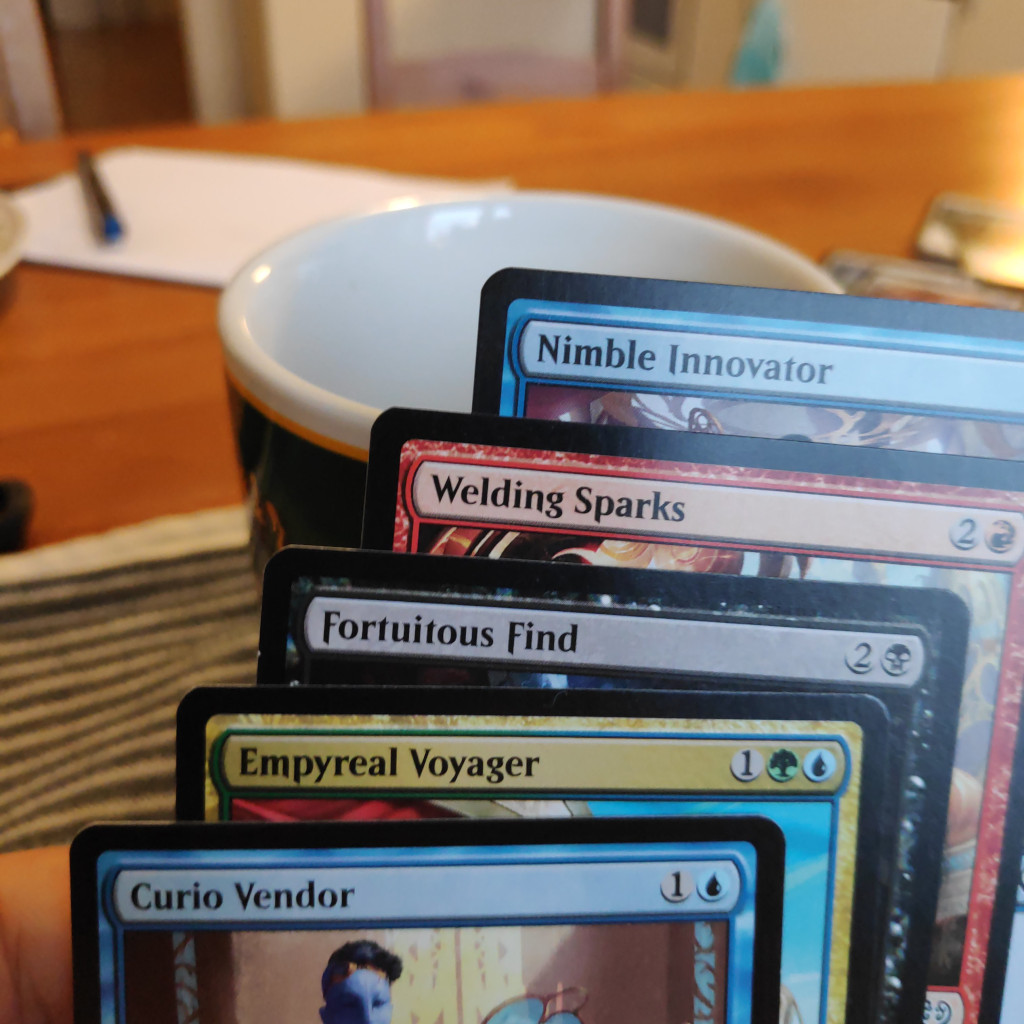 Nimble Innovator
Welding Sparks 2
Fortuitous Find 2
Empyreal Voyager 1
Curio Vendor 1